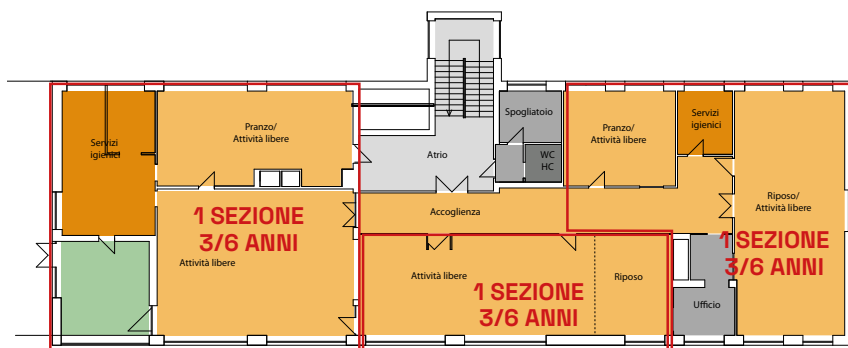 Servizi
igienici
Pranzo/
Attività libere
Atrio
Spogliatoio
WC
HC
Pranzo/
Attività libere
Servizi
igienici
Riposo/
Attività libere
Accoglienza
1 SEZIONE
3/6 ANNI
Attività libere
Attività libere
1 SEZIONE
3/6 ANNI
Riposo
Ufficio
1 SEZIONE
3/6 ANNI